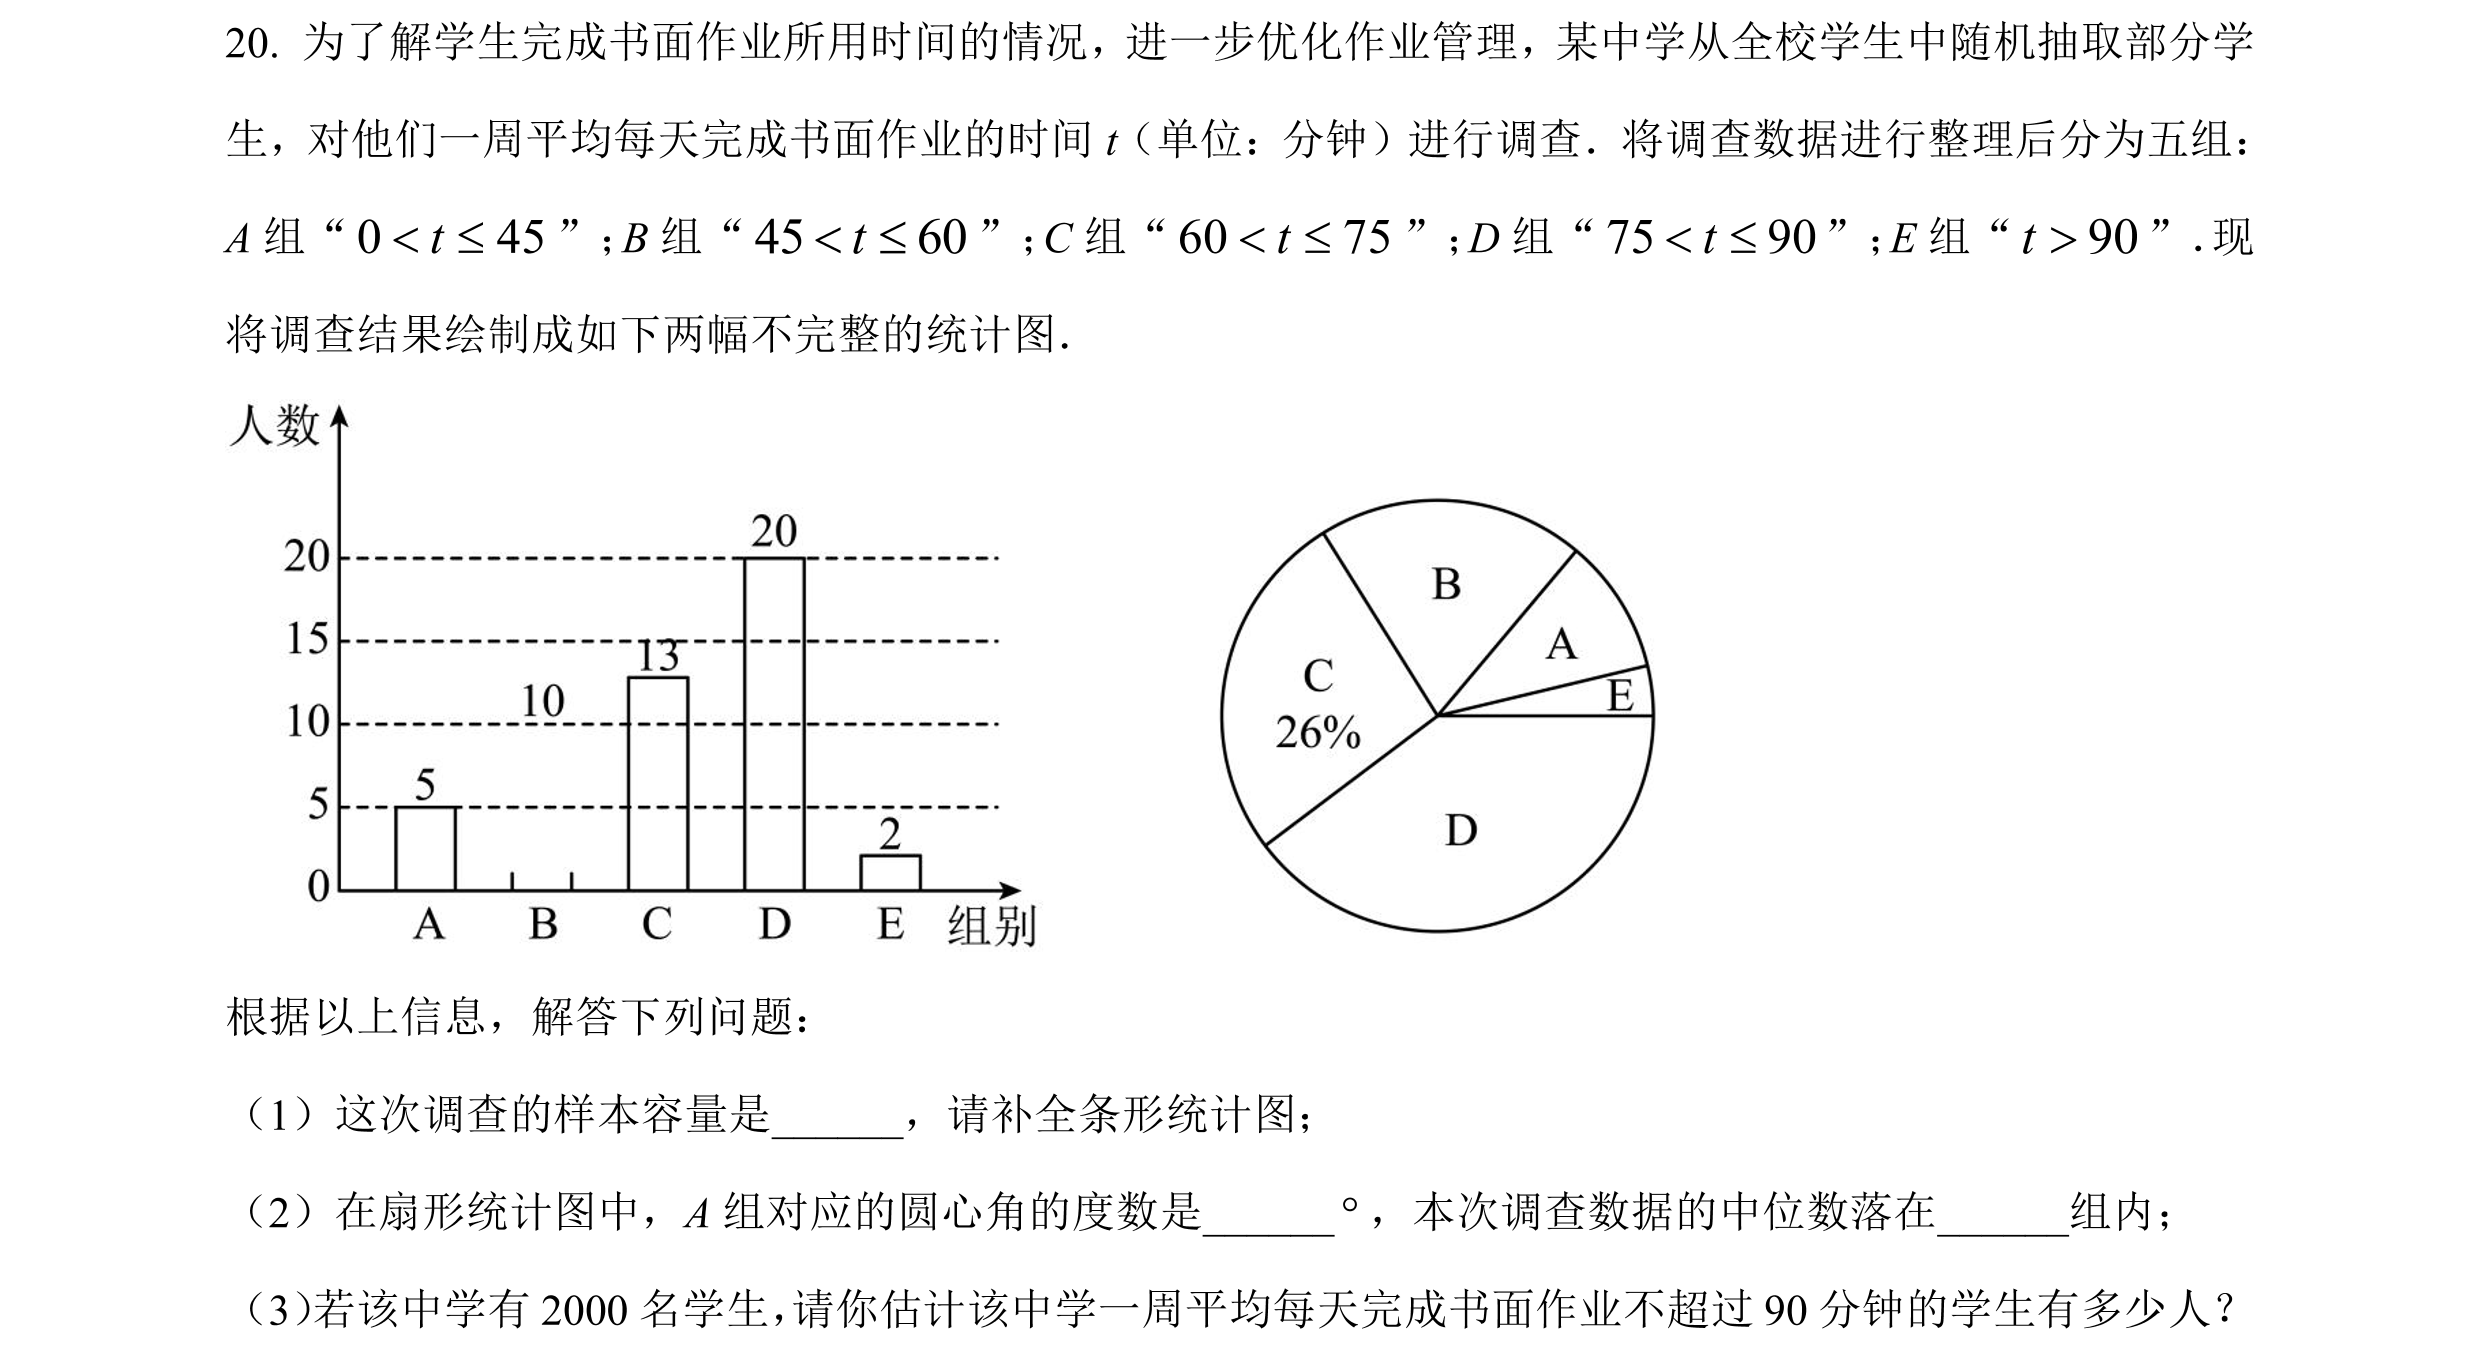 20. 为了解学生完成书面作业所用时间的情况，进一步优化作业管理，某中学从全校学生中随机抽取部分学
生，对他们一周平均每天完成书面作业的时间 t（单位：分钟）进行调查．将调查数据进行整理后分为五组：
A 组“0 < t ≤ 45”；B 组“45 < t ≤ 60”；C 组“60 < t ≤ 75”；D 组“75 < t ≤ 90”；E 组“t > 90”．现
将调查结果绘制成如下两幅不完整的统计图．
人数
20
15
10
5
0
5
10
13
20
2
A B C D E 组别
B
A
E
C
26%
D
根据以上信息，解答下列问题：
（1）这次调查的样本容量是______，请补全条形统计图；
（2）在扇形统计图中，A 组对应的圆心角的度数是______°，本次调查数据的中位数落在______组内；
（3）若该中学有 2000 名学生，请你估计该中学一周平均每天完成书面作业不超过 90 分钟的学生有多少人？